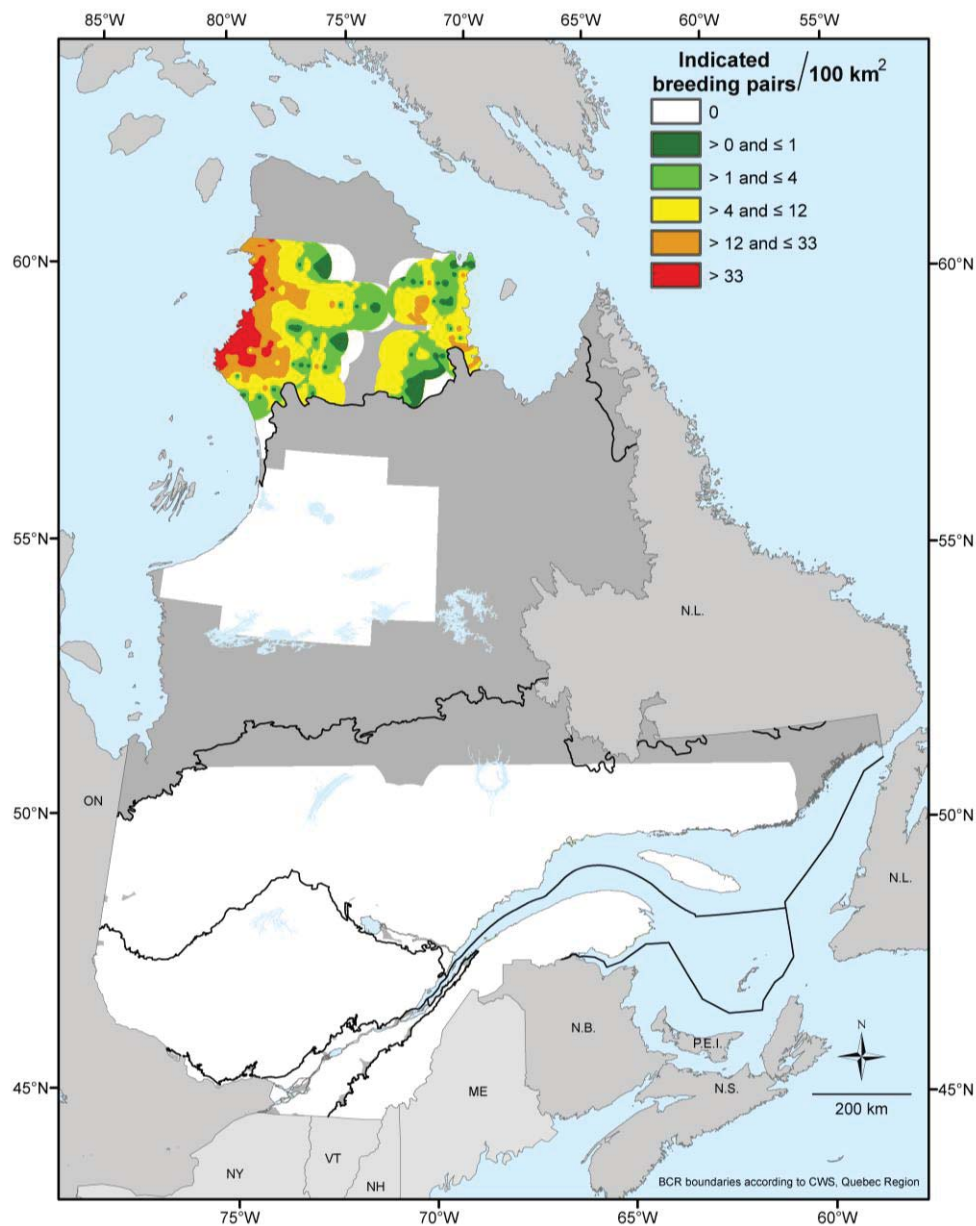 85°W 80°W 75°W 70°W 65°W 60°W 55°W
Indicated
breeding pairs / 100 km²
0
> 0 and ≤ 1
> 1 and ≤ 4
> 4 and ≤ 12
> 12 and ≤ 33
> 33
60°N 60°N
55°N 55°N
N.L.
ON
50°N 50°N
N.L.
N.B.
P.E.I.
N
N.S.
45°N 45°N
ME
200 km
VT
NY
NH
BCR boundaries according to CWS, Quebec Region
75°W 70°W 65°W 60°W